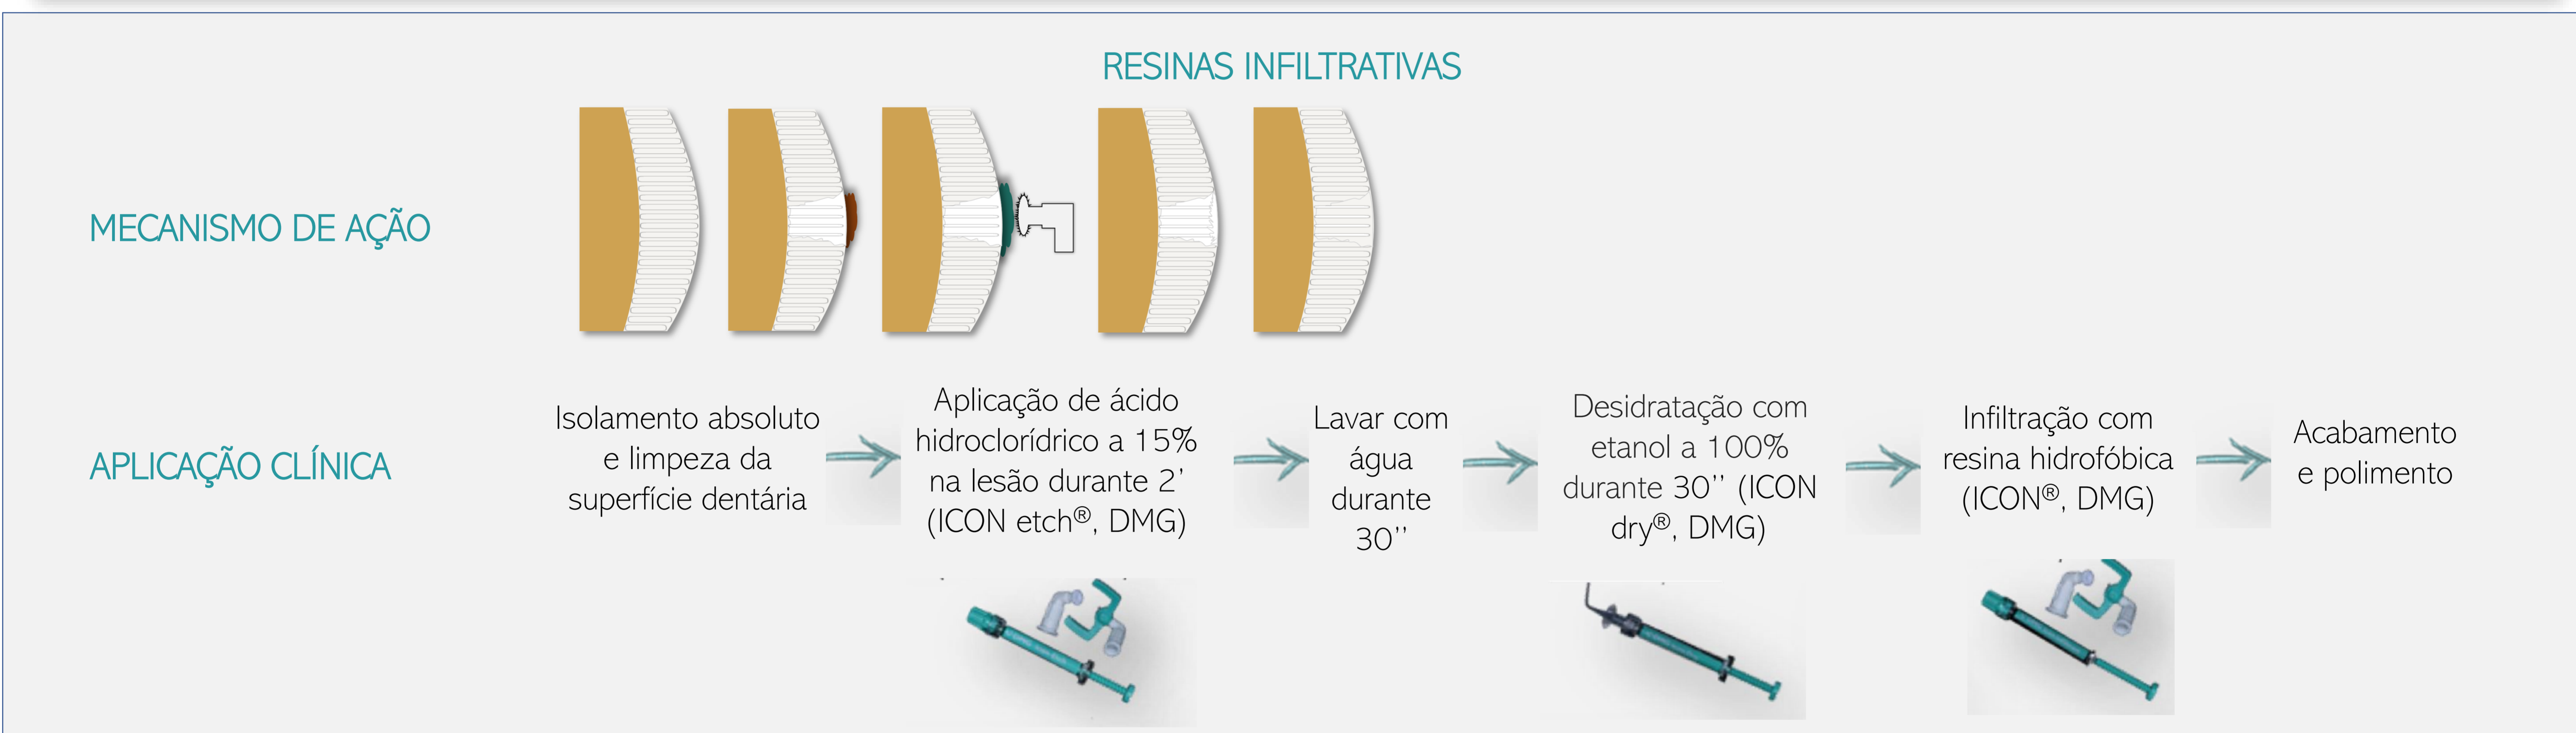 RESINAS INFILTRATIVAS
MECANISMO DE AÇÃO
APLICAÇÃO CLÍNICA
Isolamento absoluto
e limpeza da
superfície dentária
Aplicação de ácido
hidroclorídrico a 15%
na lesão durante 2’
(ICON etch®, DMG)
Lavar com
água
durante
30’’
Desidratação com
etanol a 100%
durante 30’’ (ICON
dry®, DMG)
Infiltração com
resina hidrofóbica
(ICON®, DMG)
Acabamento
e polimento